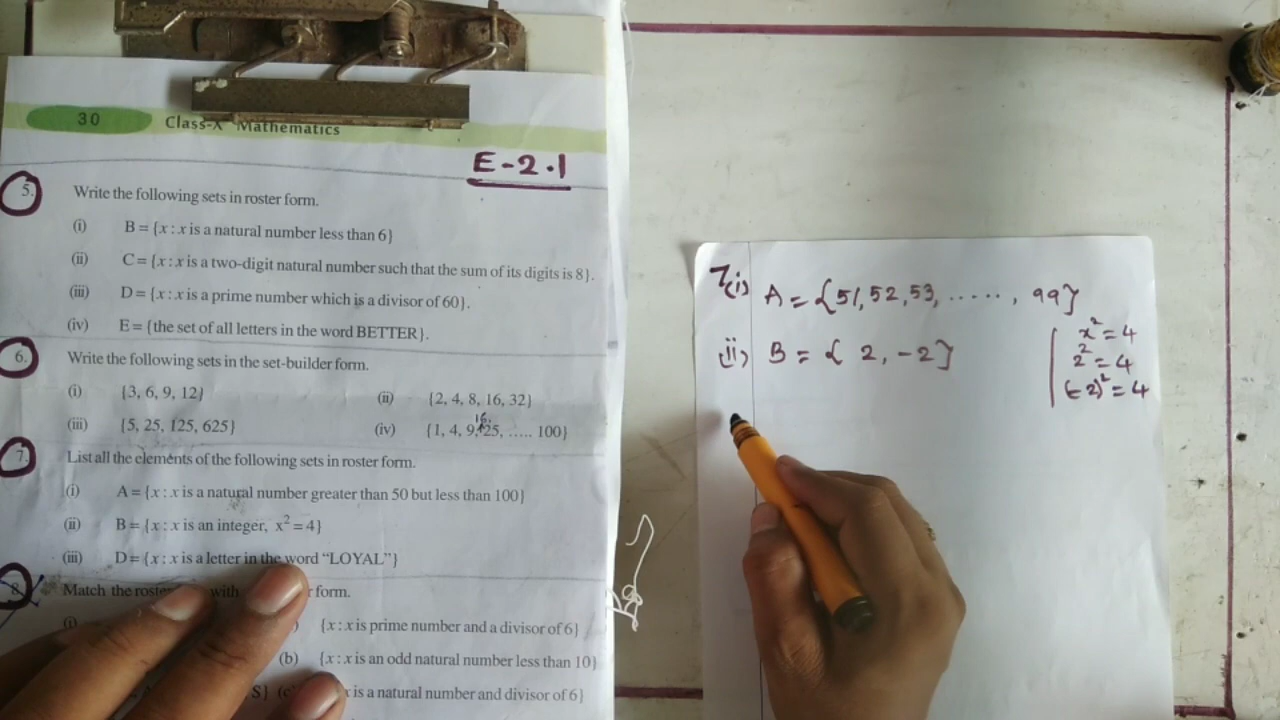 30 Class-X Mathematics
E-2.1
5. Write the following sets in roster form.
(i) B = {x : x is a natural number less than 6}
(ii) C = {x : x is a two-digit natural number such that the sum of its digits is 8}.
(iii) D = {x : x is a prime number which is a divisor of 60}.
(iv) E = {the set of all letters in the word BETTER}.
6. Write the following sets in the set-builder form.
(i) {3, 6, 9, 12} (ii) {2, 4, 8, 16, 32}
16,
(iii) {5, 25, 125, 625} (iv) {1, 4, 9, 25, ..... 100}
7. List all the elements of the following sets in roster form.
(i) A = {x : x is a natural number greater than 50 but less than 100}
(ii) B = {x : x is an integer, x² = 4}
(iii) D = {x : x is a letter in the word “LOYAL”}
8. Match the with form.
(i) {x : x is prime number and a divisor of 6}
(b) {x : x is an odd natural number less than 10}
S} x is a natural number and divisor of 6}
7(i) A = {51, 52, 53, ....., 99}
(ii) B = { 2, -2}
x² = 4
2² = 4
(-2)² = 4